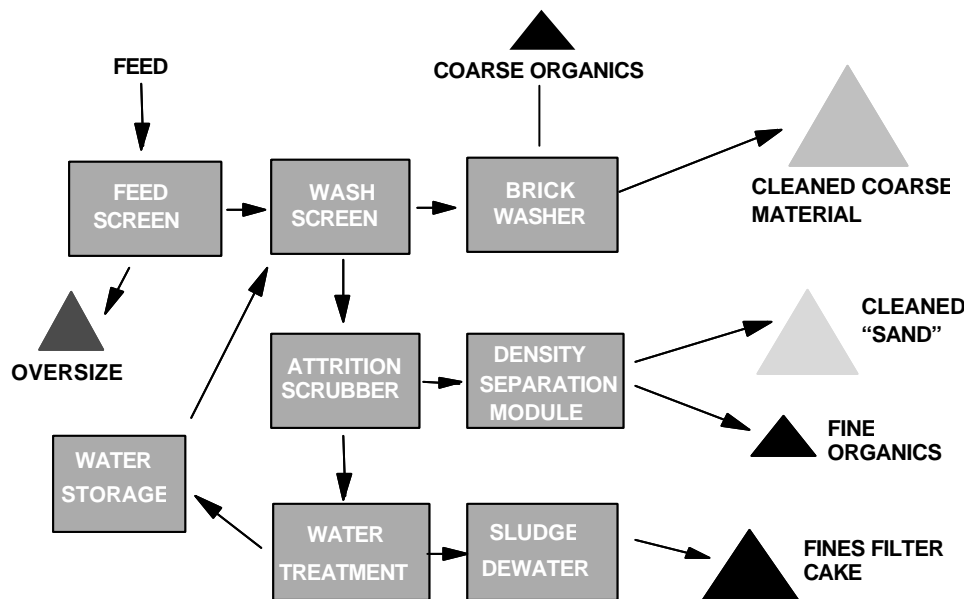 FEED
COARSE ORGANICS
FEED
SCREEN
WASH
SCREEN
BRICK
WASHER
CLEANED COARSE
MATERIAL
OVERSIZE
ATTRITION
SCRUBBER
DENSITY
SEPARATION
MODULE
CLEANED
“SAND”
FINE
ORGANICS
WATER
STORAGE
WATER
TREATMENT
SLUDGE
DEWATER
FINES FILTER
CAKE